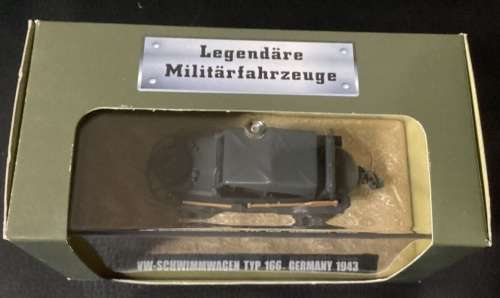 Legendäre
Militärfahrzeuge
VW-SCHWIMMWAGEN TYP 166. GERMANY 1943